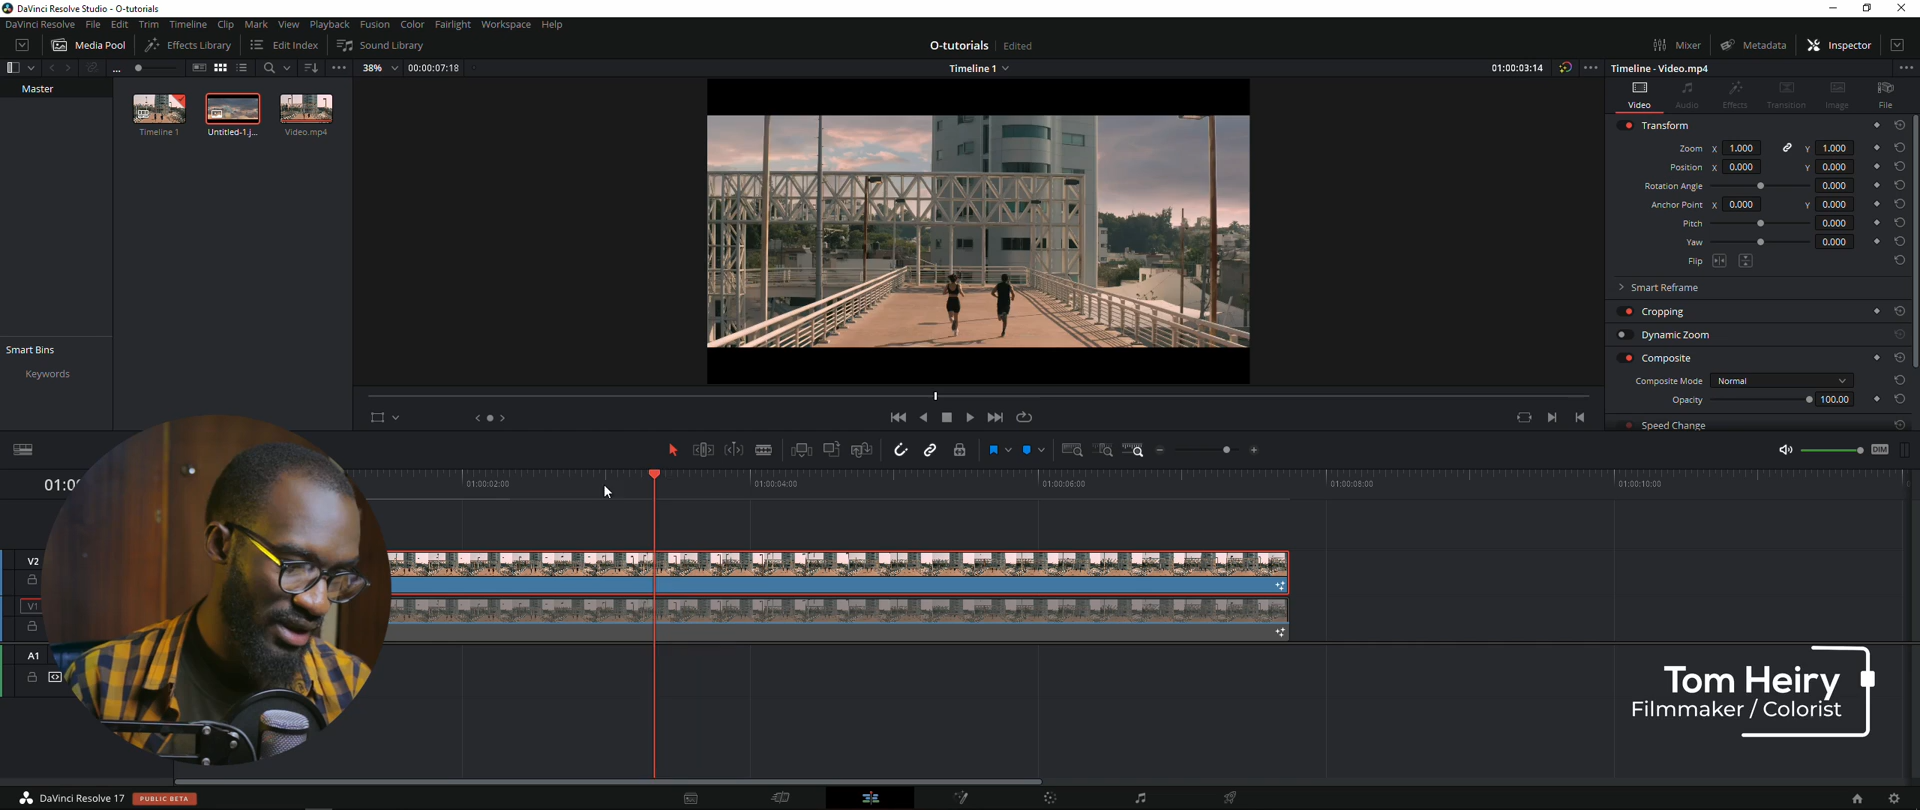 DaVinci Resolve Studio - O-tutorials
DaVinci Resolve File Edit Trim Timeline Clip Mark View Playback Fusion Color Fairlight Workspace Help
Media Pool Effects Library Edit Index Sound Library O-tutorials Edited Mixer Metadata Inspector
38% 00:00:07:18 Timeline 1 01:00:03:14 Timeline - Video.mp4
Master
Timeline 1 Untitled-1.j... Video.mp4
Smart Bins
Keywords
Video Audio Effects Transition Image File
Transform
Zoom X 1.000 Y 1.000
Position X 0.000 Y 0.000
Rotation Angle 0.000
Anchor Point X 0.000 Y 0.000
Pitch 0.000
Yaw 0.000
Flip
Smart Reframe
Cropping
Dynamic Zoom
Composite
Composite Mode Normal
Opacity 100.00
Speed Change
DIM
01:00:02:00 01:00:04:00 01:00:06:00 01:00:08:00 01:00:10:00
V2
V1
A1
Tom Heiry
Filmmaker / Colorist
DaVinci Resolve 17 PUBLIC BETA